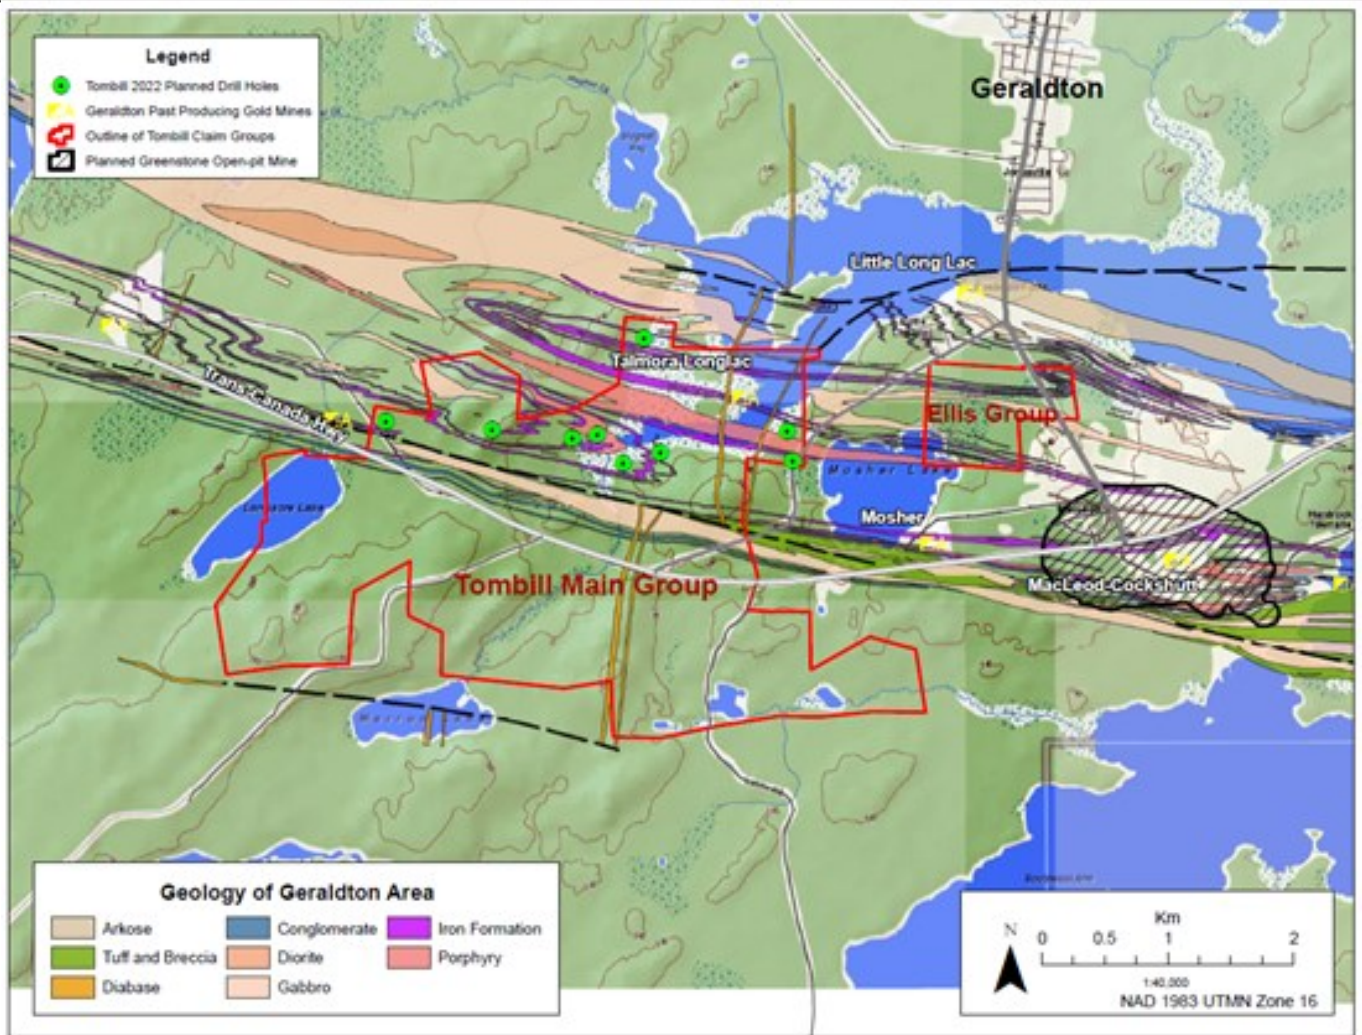 Legend
Tombill 2022 Planned Drill Holes
Geraldton Past Producing Gold Mines
Outline of Tombill Claim Groups
Planned Greenstone Open-pit Mine
Geraldton
Little Long Lac
Talmora Longlac
Trans-Canada Hwy
Ellis Group
Mosher Lake
Mosher
Tombill Main Group
MacLeod-Cockshutt
Geology of Geraldton Area
Arkose
Tuff and Breccia
Diabase
Conglomerate
Diorite
Gabbro
Iron Formation
Porphyry
Km
N
0 0.5 1 2
1:40,000
NAD 1983 UTMN Zone 16